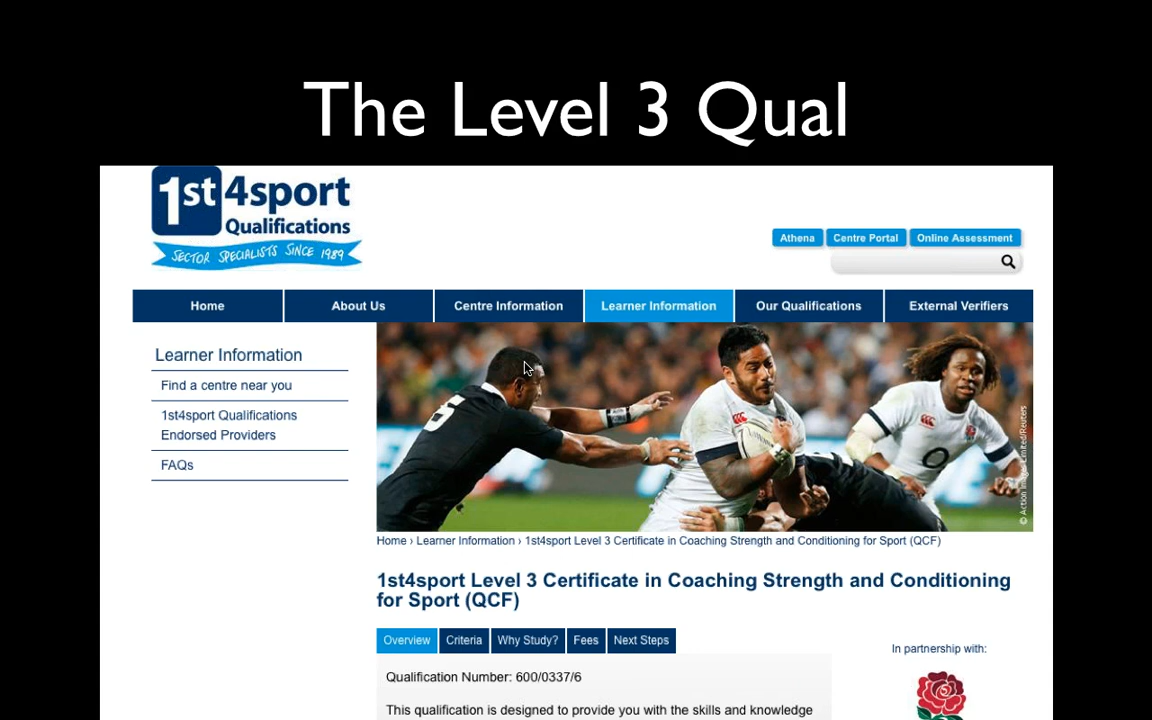 The Level 3 Qual
1st4sport
Qualifications
SECTOR SPECIALISTS SINCE 1989
Athena
Centre Portal
Online Assessment
Home
About Us
Centre Information
Learner Information
Our Qualifications
External Verifiers
Learner Information
Find a centre near you
1st4sport Qualifications
Endorsed Providers
FAQs
© Action Images Limited/Reuters
Home › Learner Information › 1st4sport Level 3 Certificate in Coaching Strength and Conditioning for Sport (QCF)
1st4sport Level 3 Certificate in Coaching Strength and Conditioning
for Sport (QCF)
Overview
Criteria
Why Study?
Fees
Next Steps
In partnership with:
Qualification Number: 600/0337/6
This qualification is designed to provide you with the skills and knowledge